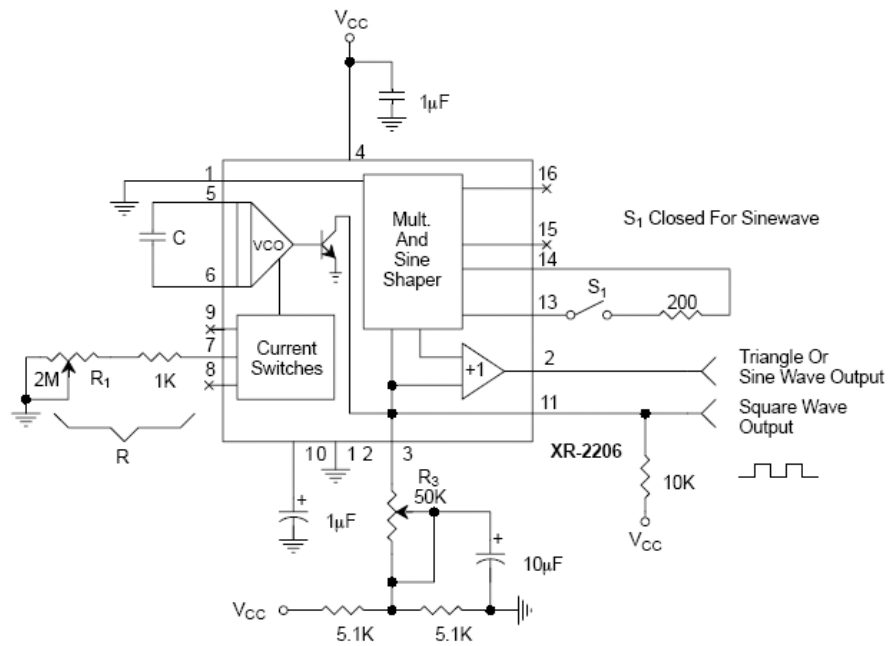 VCC
1µF
4
1
16
5
Mult.
And
Sine
Shaper
S1 Closed For Sinewave
15
C
VCO
14
6
S1
13
200
9
7
Current
Switches
8
2M
R1
1K
+1
2
Triangle Or
Sine Wave Output
11
Square Wave
Output
R
10
1 2
3
XR-2206
10K
R3
50K
1µF
+
+
10µF
VCC
VCC
5.1K
5.1K